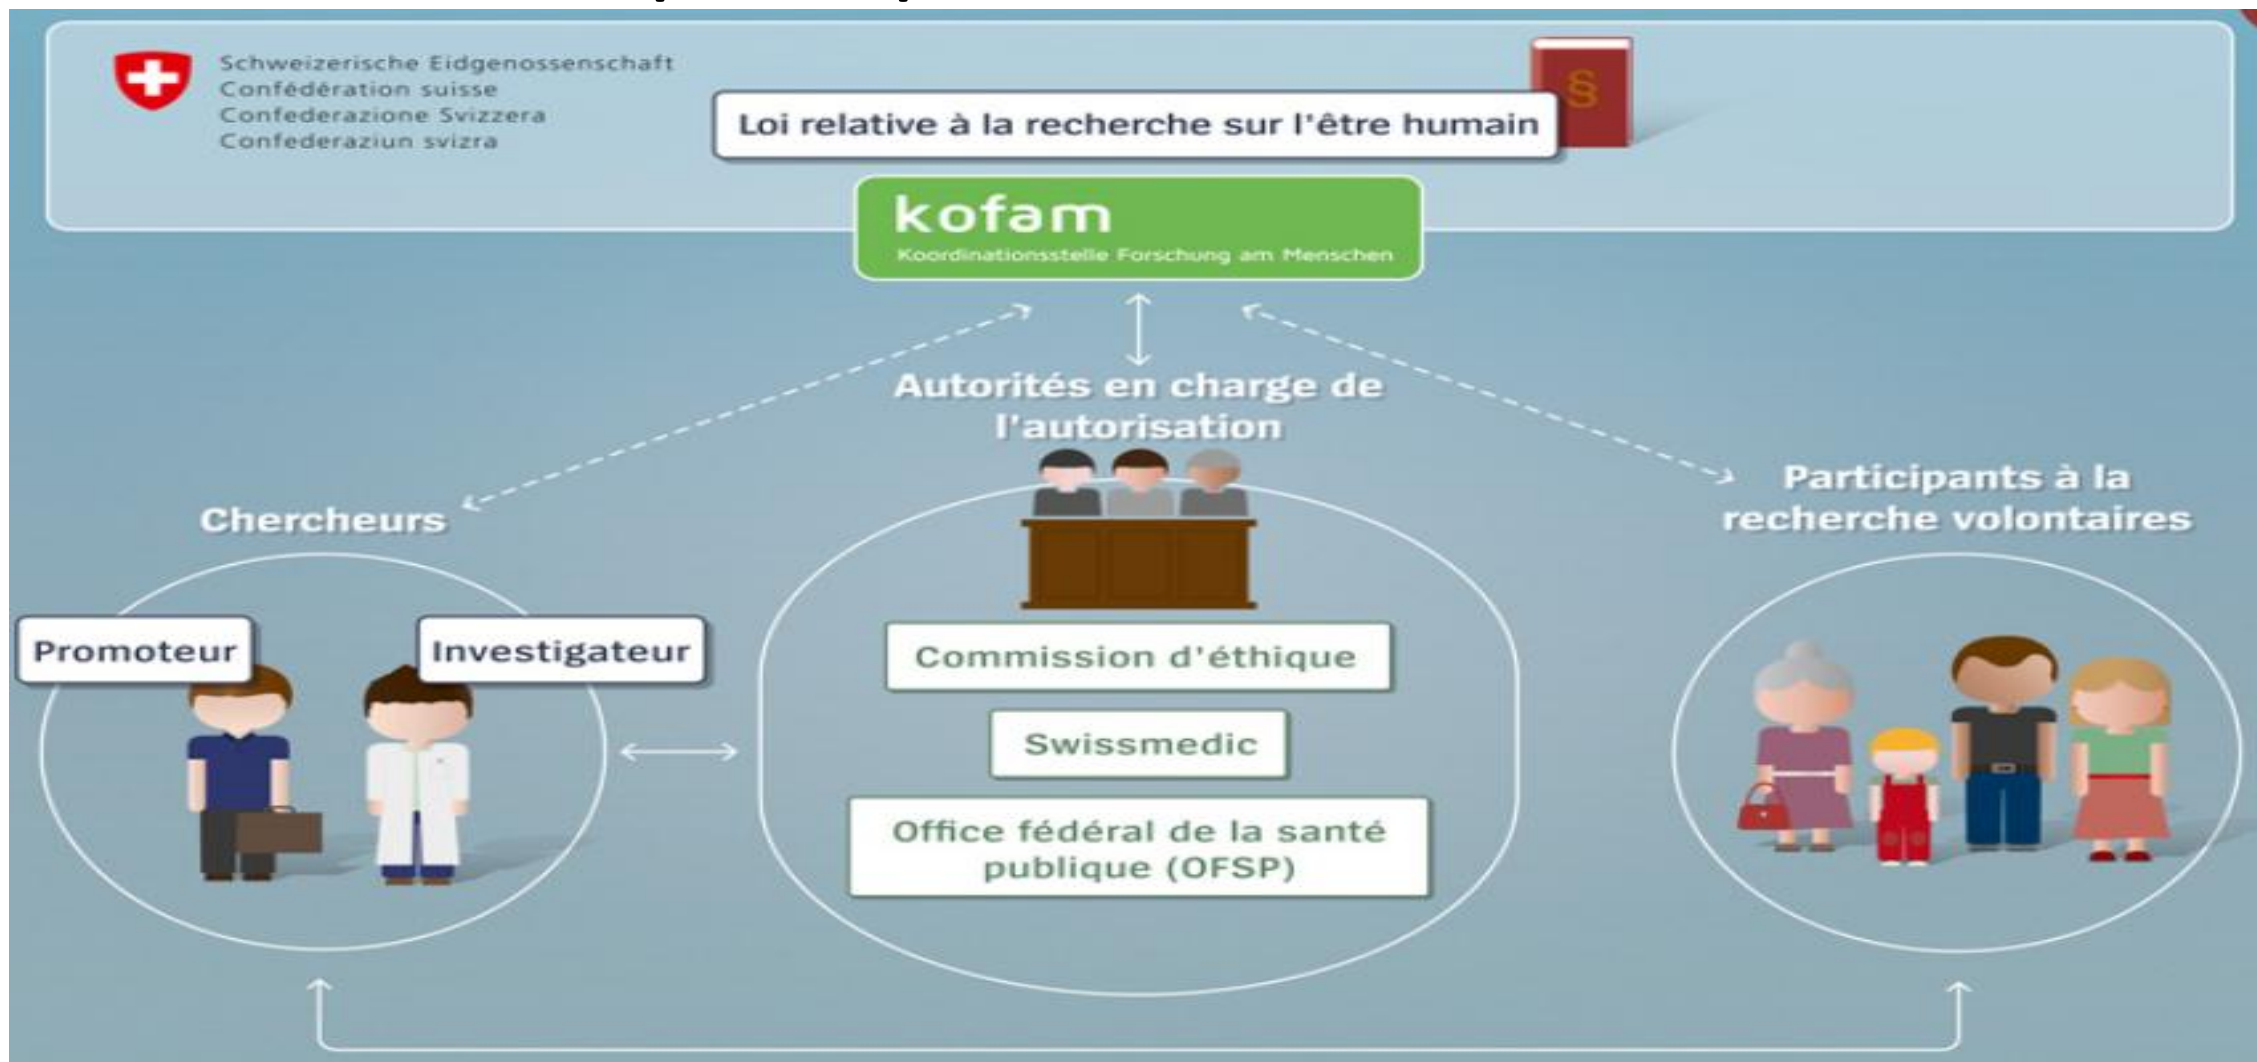 Schweizerische Eidgenossenschaft
Confédération suisse
Confederazione Svizzera
Confederaziun svizra
§
Loi relative à la recherche sur l'être humain
kofam
Koordinationsstelle Forschung am Menschen
Autorités en charge de
l'autorisation
Chercheurs
Participants à la
recherche volontaires
Promoteur
Investigateur
Commission d'éthique
Swissmedic
Office fédéral de la santé
publique (OFSP)